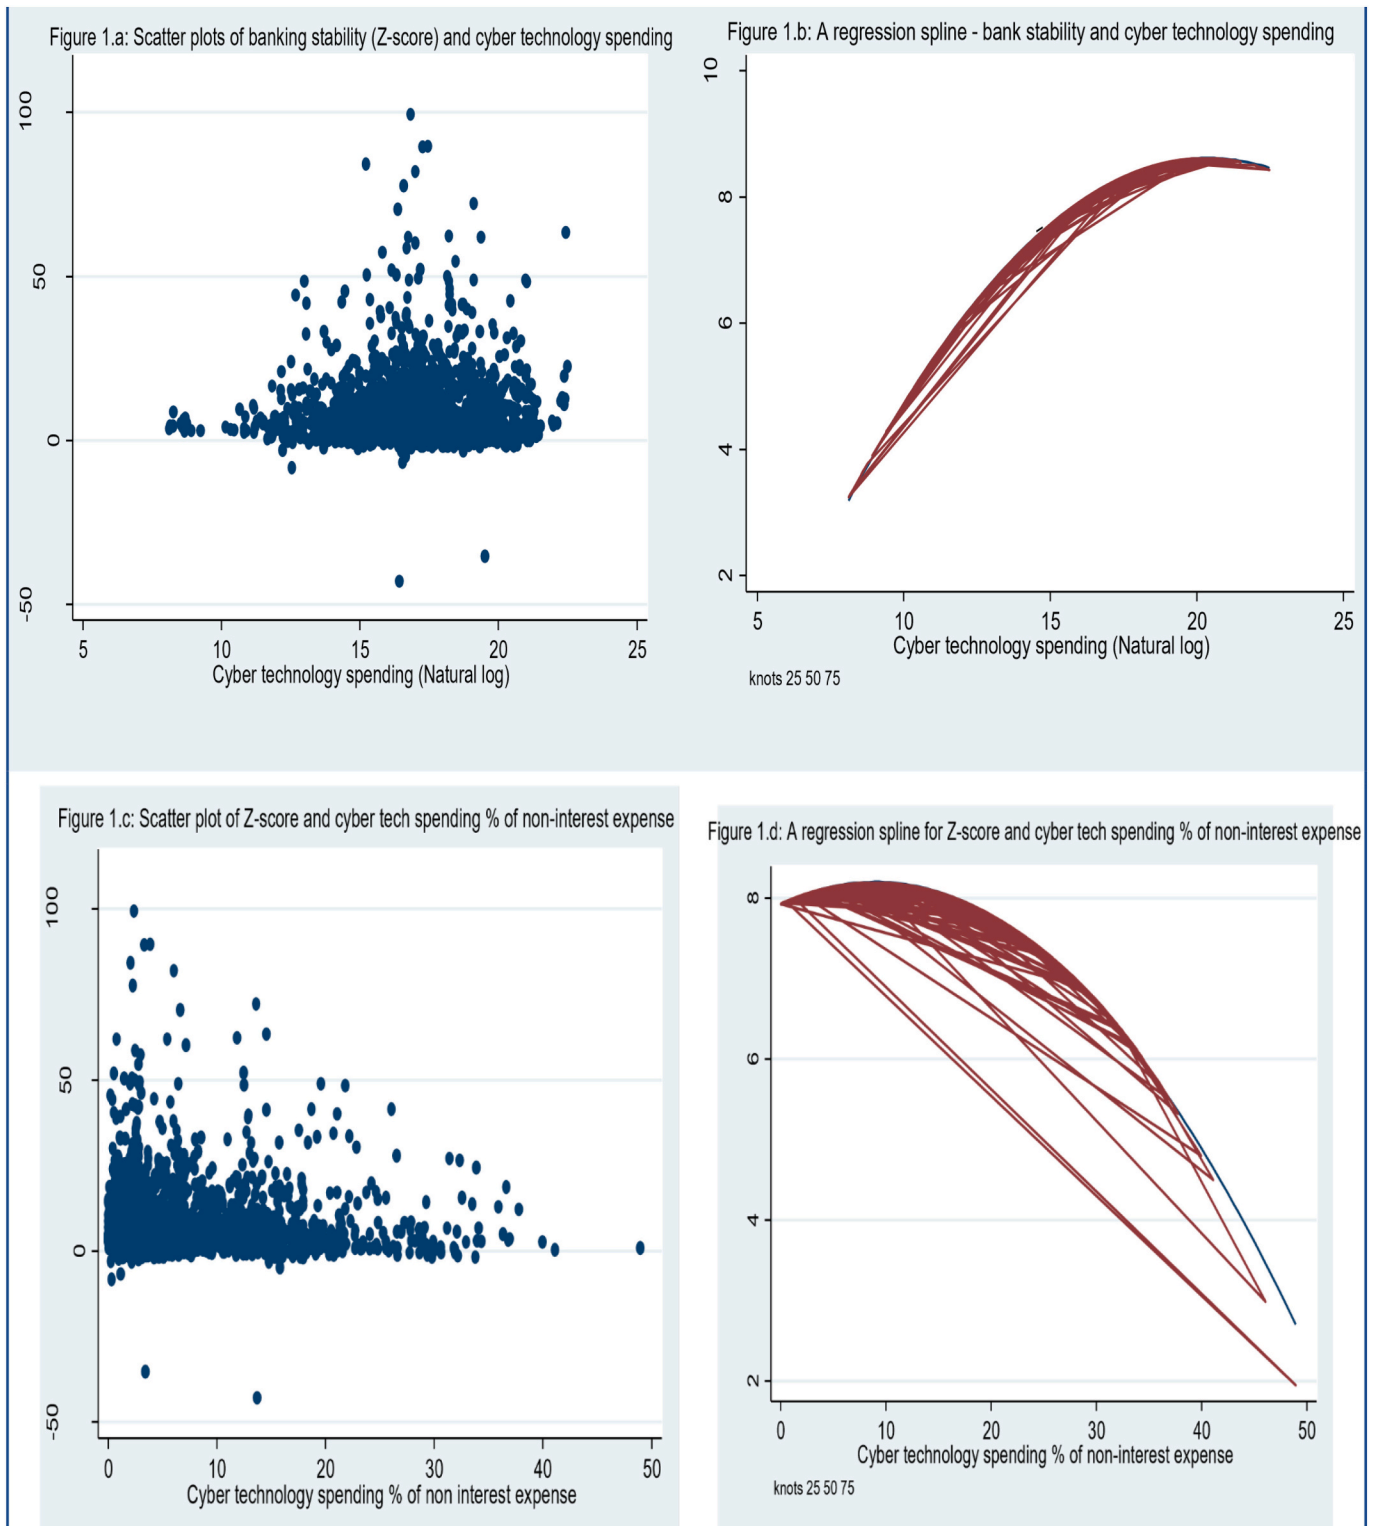 Figure 1.a: Scatter plots of banking stability (Z-score) and cyber technology spending
100
50
0
-50
5 10 15 20 25
Cyber technology spending (Natural log)
Figure 1.b: A regression spline - bank stability and cyber technology spending
10
8
6
4
2
5 10 15 20 25
Cyber technology spending (Natural log)
knots 25 50 75
Figure 1.c: Scatter plot of Z-score and cyber tech spending % of non-interest expense
100
50
0
-50
0 10 20 30 40 50
Cyber technology spending % of non interest expense
Figure 1.d: A regression spline for Z-score and cyber tech spending % of non-interest expense
8
6
4
2
0 10 20 30 40 50
Cyber technology spending % of non-interest expense
knots 25 50 75